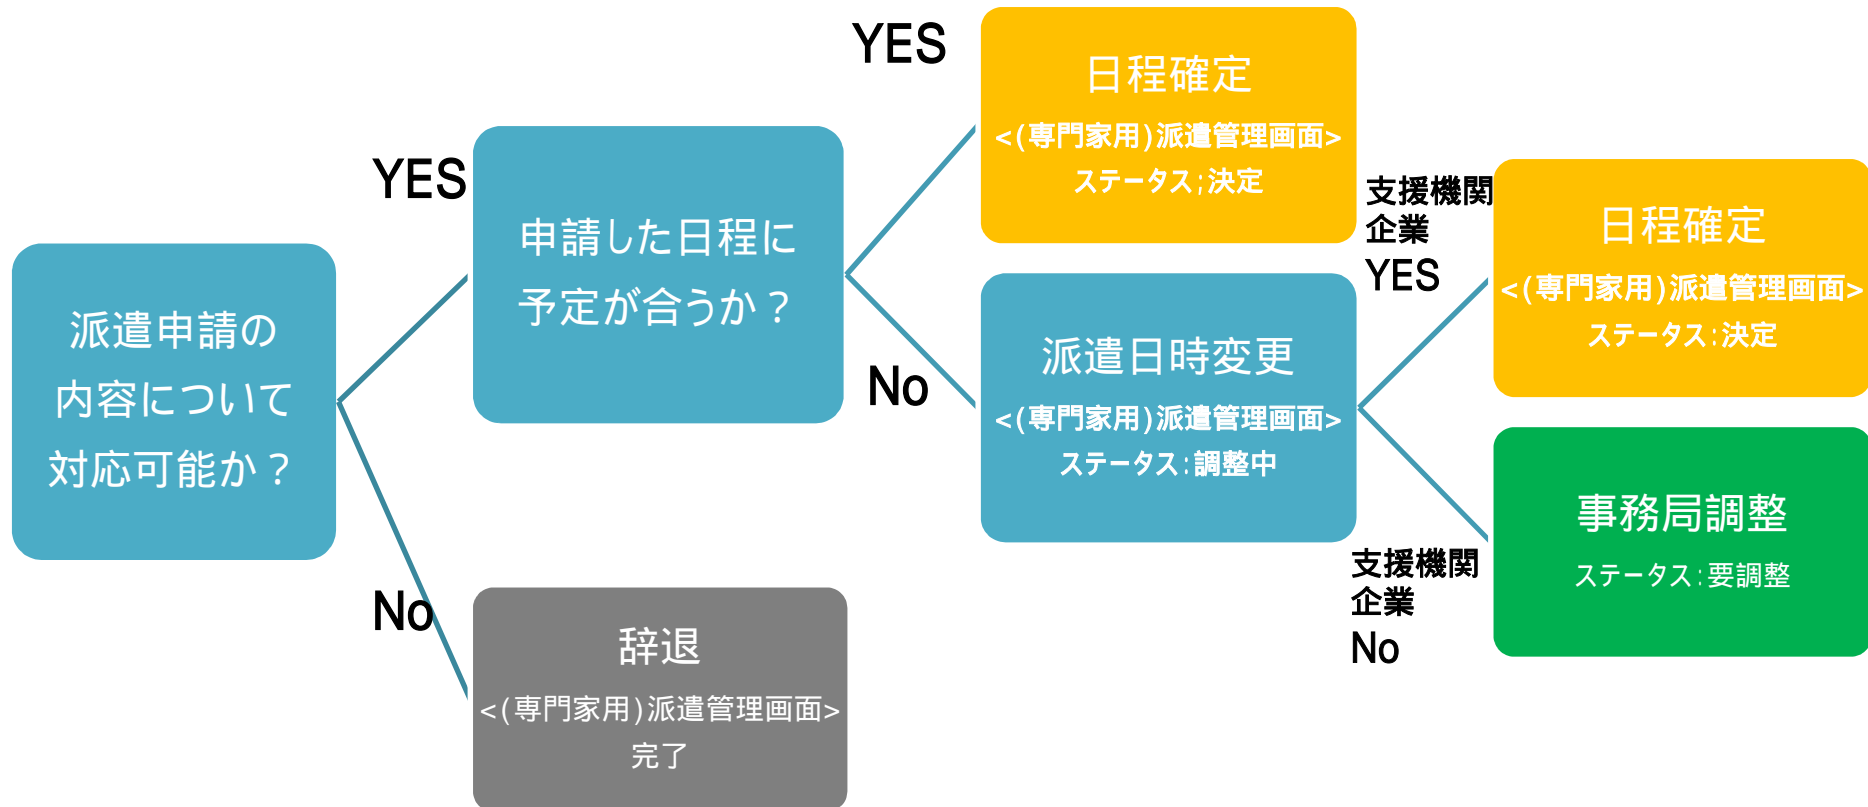 派遣申請の
内容について
対応可能か？
YES
No
申請した日程に
予定が合うか？
辞退
<(専門家用)派遣管理画面>
完了
YES
No
日程確定
<(専門家用)派遣管理画面>
ステータス;決定
派遣日時変更
<(専門家用)派遣管理画面>
ステータス:調整中
支援機関
企業
YES
支援機関
企業
No
日程確定
<(専門家用)派遣管理画面>
ステータス:決定
事務局調整
ステータス:要調整